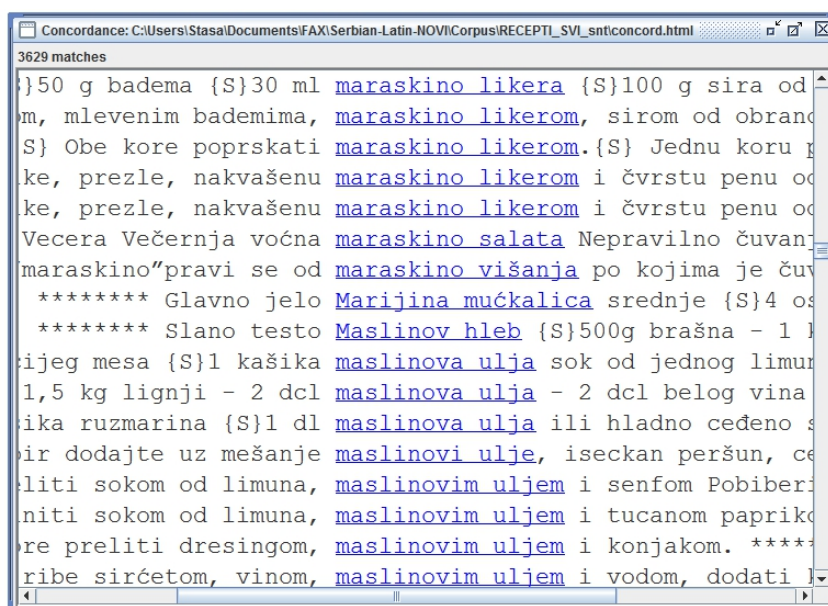 Concordance: C:\Users\Stasa\Documents\FAX\Serbian-Latin-NOVI\Corpus\RECEPTI_SVI_snt\concord.html
3629 matches
S}50 g badema {S}30 ml maraskino likera {S}100 g sira od
om, mlevenim bademima, maraskino likerom, sirom od obrano
{S} Obe kore poprskati maraskino likerom.{S} Jednu koru p
ke, prezle, nakvašenu maraskino likerom i čvrstu penu od
ke, prezle, nakvašenu maraskino likerom i čvrstu penu od
Vecera Večernja voćna maraskino salata Nepravilno čuvanj
"maraskino"pravi se od maraskino višanja po kojima je čuv
******** Glavno jelo Marijina mućkalica srednje {S}4 os
******** Slano testo Maslinov hleb {S}500g brašna - 1 k
cijeg mesa {S}1 kašika maslinova ulja sok od jednog limun
1,5 kg lignji - 2 dcl maslinova ulja - 2 dcl belog vina
ika ruzmarina {S}1 dl maslinova ulja ili hladno ceđeno s
ir dodajte uz mešanje maslinovi ulje, iseckan peršun, ce
eliti sokom od limuna, maslinovim uljem i senfom Pobiberi
niti sokom od limuna, maslinovim uljem i tucanom papriko
re preliti dresingom, maslinovim uljem i konjakom. *****
ribe sirćetom, vinom, maslinovim uljem i vodom, dodati k